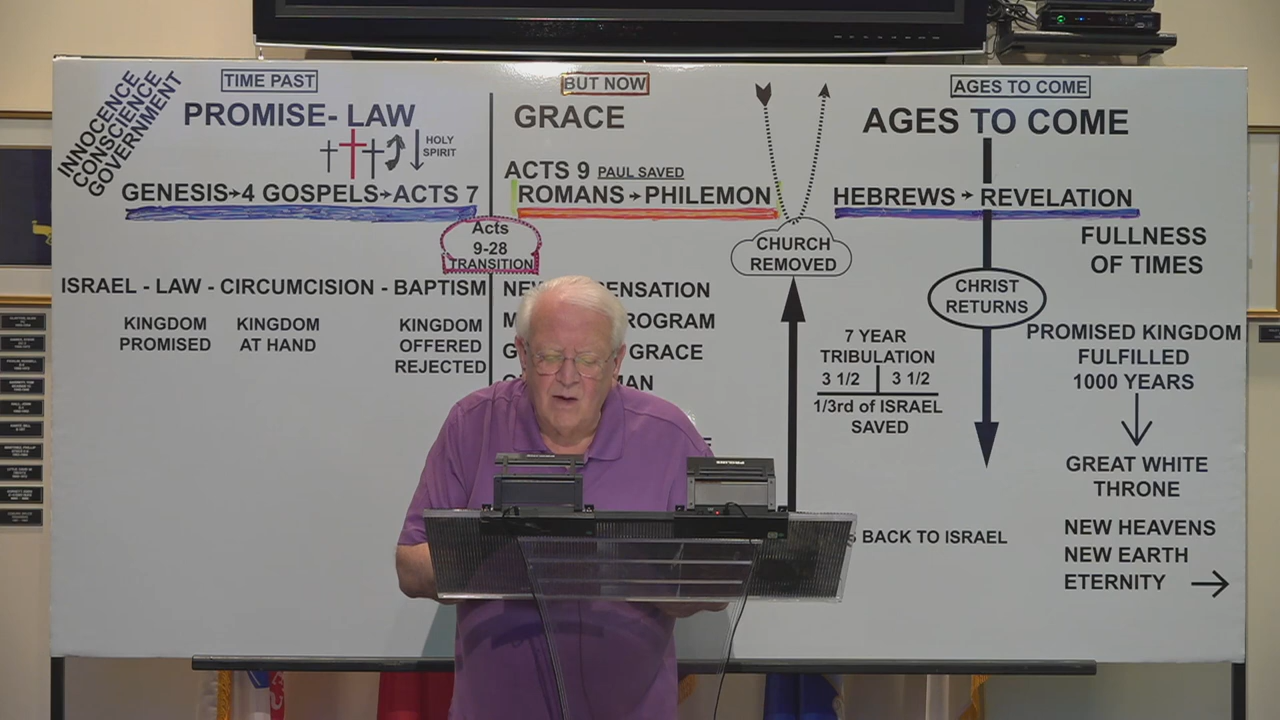 INNOCENCE
CONSCIENCE
GOVERNMENT
TIME PAST
PROMISE- LAW
HOLY
SPIRIT
GENESIS→4 GOSPELS→ACTS 7
Acts
9-28
TRANSITION
ISRAEL - LAW - CIRCUMCISION - BAPTISM
KINGDOM
PROMISED
KINGDOM
AT HAND
KINGDOM
OFFERED
REJECTED
BUT NOW
GRACE
ACTS 9 PAUL SAVED
ROMANS→PHILEMON
GRACE
CHURCH
REMOVED
7 YEAR
TRIBULATION
3 1/2 3 1/2
1/3rd of ISRAEL
SAVED
BACK TO ISRAEL
AGES TO COME
AGES TO COME
HEBREWS → REVELATION
CHRIST
RETURNS
FULLNESS
OF TIMES
PROMISED KINGDOM
FULFILLED
1000 YEARS
GREAT WHITE
THRONE
NEW HEAVENS
NEW EARTH
ETERNITY →